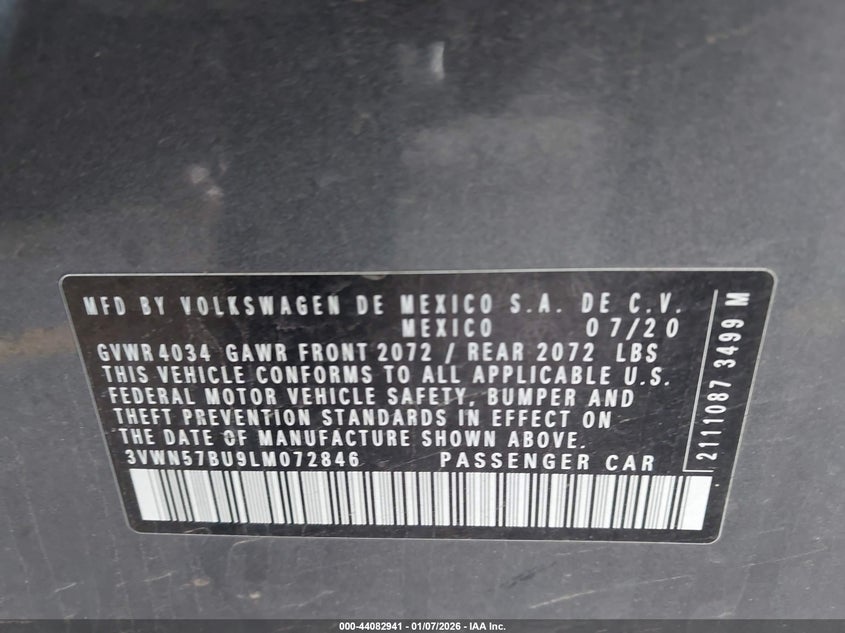 MFD BY VOLKSWAGEN DE MEXICO S.A. DE C.V.
MEXICO 07/20
GVWR 4034 GAWR FRONT 2072 / REAR 2072 LBS
THIS VEHICLE CONFORMS TO ALL APPLICABLE U.S.
FEDERAL MOTOR VEHICLE SAFETY, BUMPER AND
THEFT PREVENTION STANDARDS IN EFFECT ON
THE DATE OF MANUFACTURE SHOWN ABOVE.
3VWN57BU9LM072846 PASSENGER CAR
2111087 3499 M
000-44082941 - 01/07/2026 - IAA Inc.